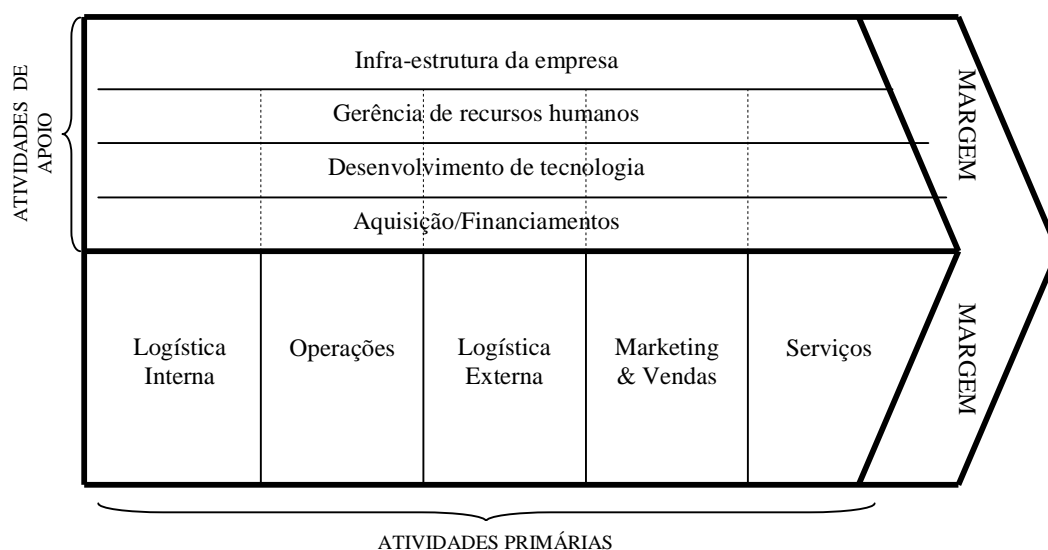 ATIVIDADES DE
APOIO
Infra-estrutura da empresa
Gerência de recursos humanos
Desenvolvimento de tecnologia
Aquisição/Financiamentos
MARGEM
Logística
Interna
Operações
Logística
Externa
Marketing
& Vendas
Serviços
MARGEM
ATIVIDADES PRIMÁRIAS